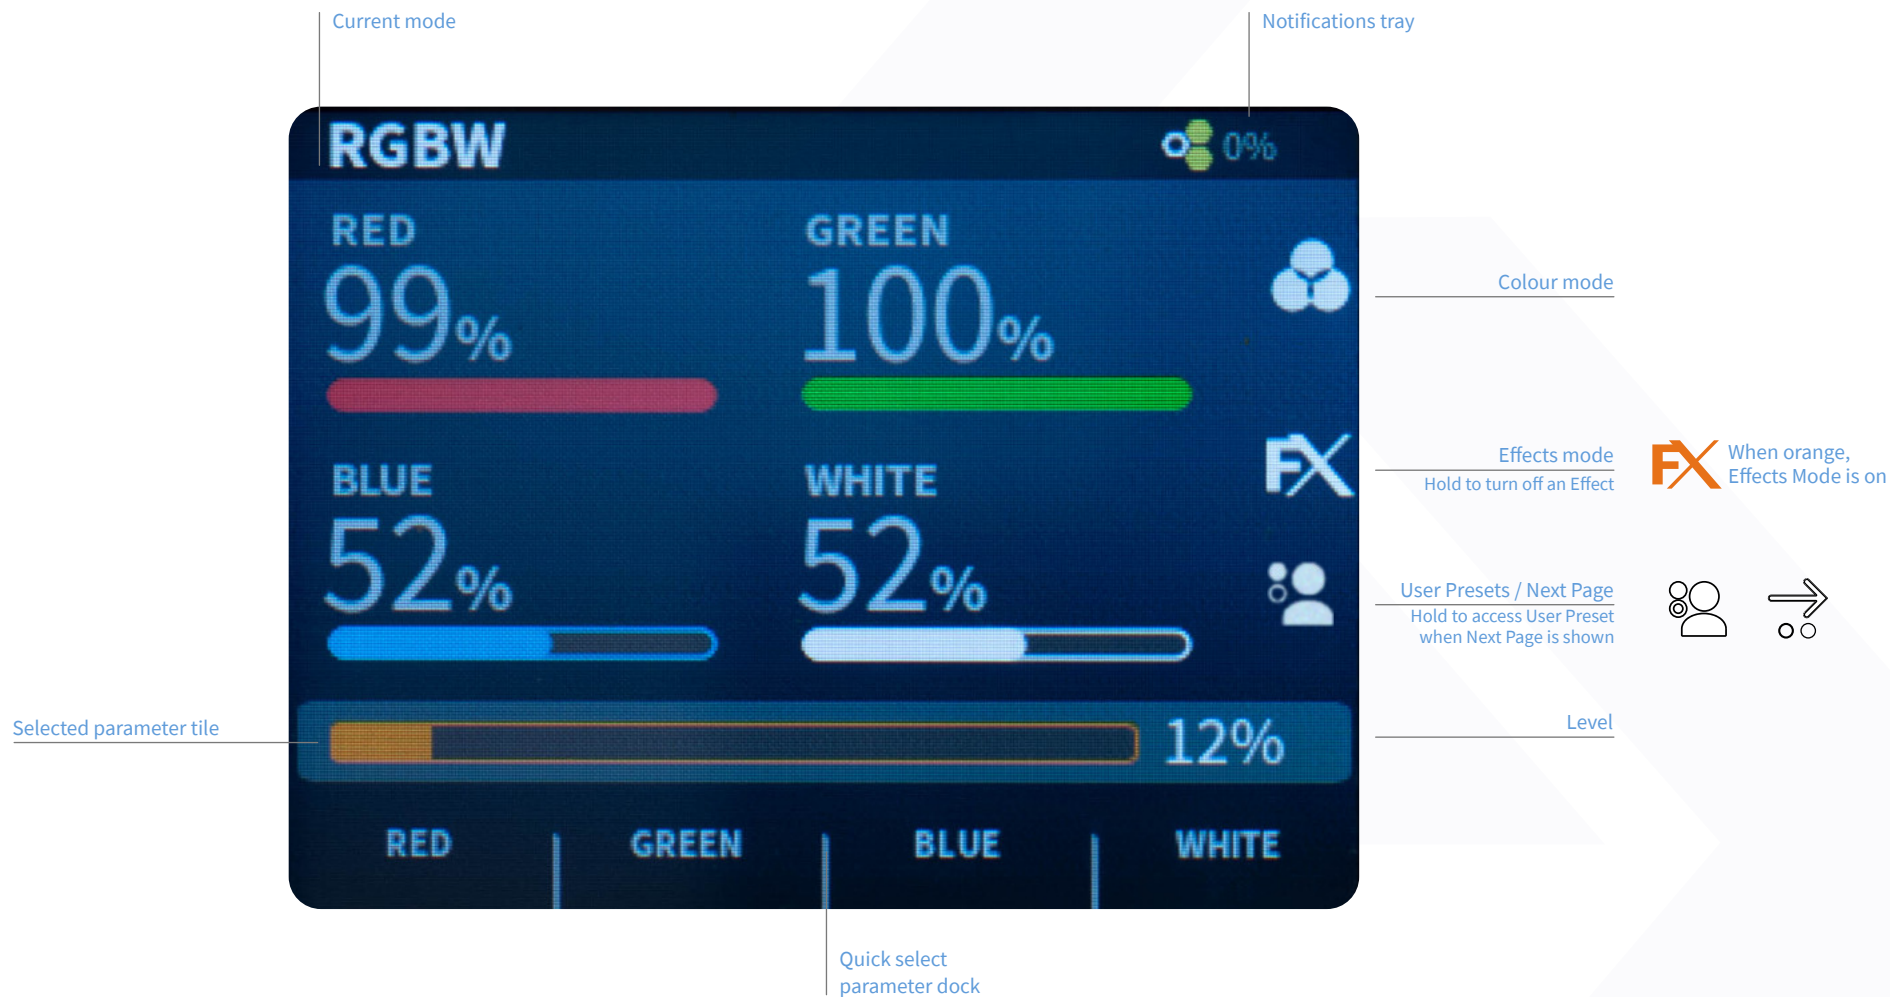 Current mode
Notifications tray
RGBW
0%
RED
GREEN
99%
100%
Colour mode
BLUE
WHITE
52%
52%
FX
Effects mode
Hold to turn off an Effect
FX
When orange,
Effects Mode is on
User Presets / Next Page
Hold to access User Preset
when Next Page is shown
Selected parameter tile
12%
Level
RED
GREEN
BLUE
WHITE
Quick select
parameter dock